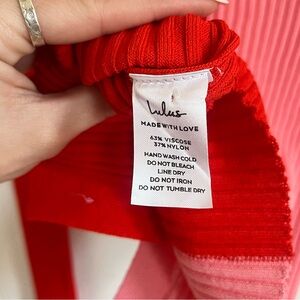 Lulus
MADE WITH LOVE
63% VISCOSE
37% NYLON
HAND WASH COLD
DO NOT BLEACH
LINE DRY
DO NOT IRON
DO NOT TUMBLE DRY